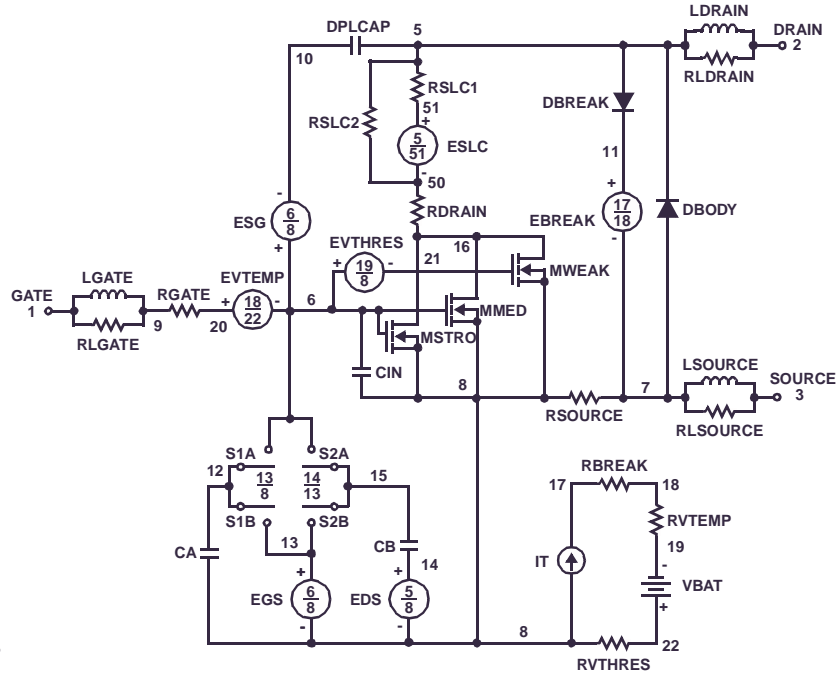 LDRAIN
DPLCAP
5
DRAIN
2
10
RSLC1
RLDRAIN
51
DBREAK
RSLC2
+
5
51
ESLC
-
50
11
-
ESG
6
8
+
RDRAIN
+
EBREAK
17
18
-
DBODY
EVTHRES
16
21
+
19
8
-
MWEAK
LGATE
EVTEMP
GATE
1
RGATE
+
18
22
-
6
MMED
9
20
RLGATE
MSTRO
CIN
LSOURCE
8
7
SOURCE
3
RSOURCE
RLSOURCE
S1A
S2A
12
13
8
14
13
15
RBREAK
17
18
S1B
S2B
RVTEMP
13
CB
19
CA
14
IT
-
VBAT
+
+
EGS
6
8
-
+
EDS
5
8
-
8
22
RVTHRES